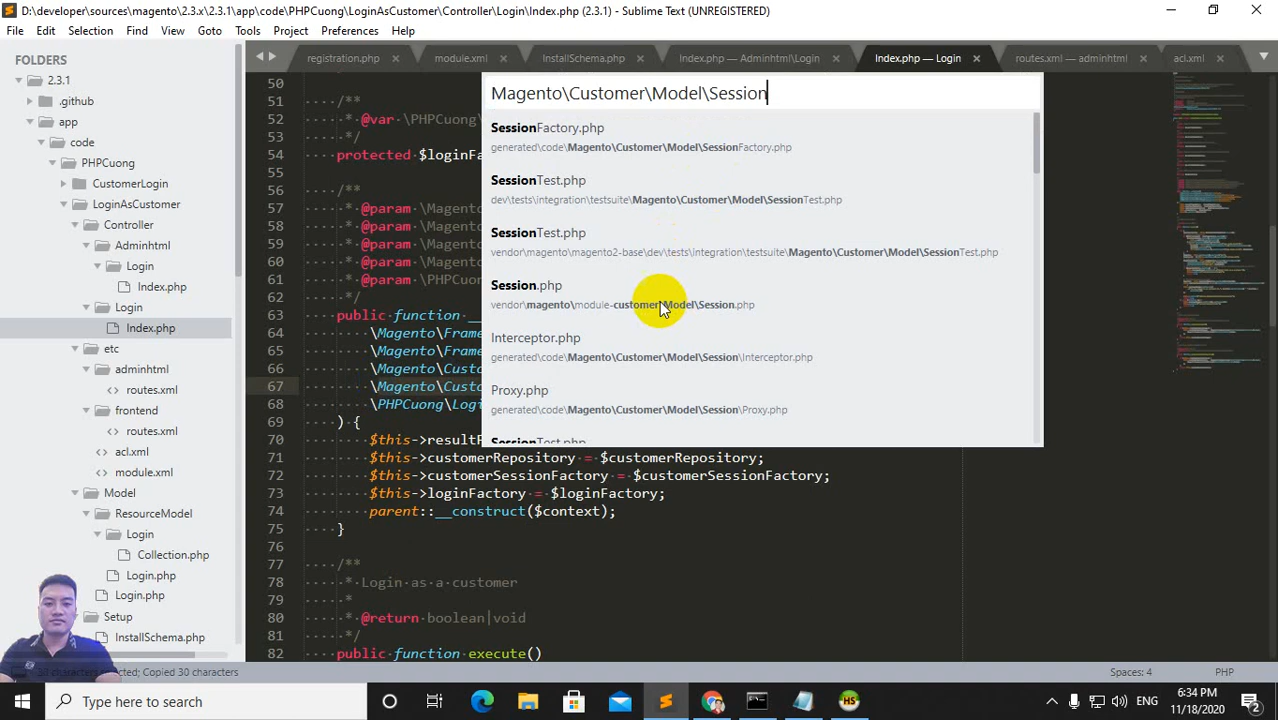 D:\developer\sources\magento\2.3.x\2.3.1\app\code\PHPCuong\LoginAsCustomer\Controller\Login\Index.php (2.3.1) - Sublime Text (UNREGISTERED)
File Edit Selection Find View Goto Tools Project Preferences Help
FOLDERS
2.3.1
.github
app
code
PHPCuong
CustomerLogin
LoginAsCustomer
Controller
Adminhtml
Login
Index.php
Login
Index.php
etc
adminhtml
routes.xml
frontend
routes.xml
acl.xml
module.xml
Model
ResourceModel
Login
Collection.php
Login.php
Login.php
Setup
InstallSchema.php
registration.php module.xml InstallSchema.php Index.php — Adminhtml\Login Index.php — Login routes.xml — adminhtml acl.xml
Magento\Customer\Model\Session
SessionFactory.php
generated\code\Magento\Customer\Model\SessionFactory.php
SessionTest.php
dev\tests\integration\testsuite\Magento\Customer\Model\SessionTest.php
SessionTest.php
vendor\magento\magento2-base\dev\tests\integration\testsuite\Magento\Customer\Model\SessionTest.php
Session.php
vendor\magento\module-customer\Model\Session.php
Interceptor.php
generated\code\Magento\Customer\Model\Session\Interceptor.php
Proxy.php
generated\code\Magento\Customer\Model\Session\Proxy.php
SessionTest.php
50
51 /**
52 * @var \PHPCuong
53 */
54 protected $loginFa
55
56 /**
57 * @param \Magento
58 * @param \Magento
59 * @param \Magento
60 * @param \Magento
61 * @param \PHPCuong
62 */
63 public function __
64 \Magento\Frame
65 \Magento\Frame
66 \Magento\Custo
67 \Magento\Custo
68 \PHPCuong\Logi
69 ) {
70 $this->resultP
71 $this->customerRepository = $customerRepository;
72 $this->customerSessionFactory = $customerSessionFactory;
73 $this->loginFactory = $loginFactory;
74 parent::__construct($context);
75 }
76
77 /**
78 * Login as a customer
79 *
80 * @return boolean|void
81 */
82 public function execute()
characters selected; Copied 30 characters
Spaces: 4 PHP
Type here to search
ENG
6:34 PM
11/18/2020
2
HS